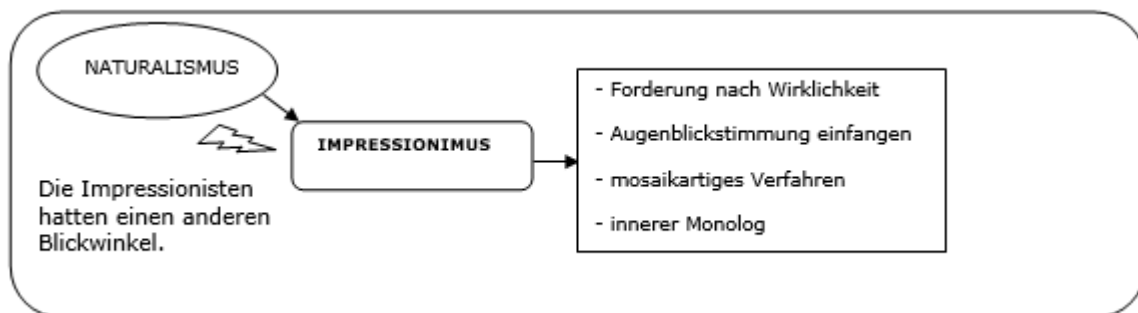 NATURALISMUS
IMPRESSIONIMUS
Die Impressionisten
hatten einen anderen
Blickwinkel.
- Forderung nach Wirklichkeit
- Augenblickstimmung einfangen
- mosaikartiges Verfahren
- innerer Monolog